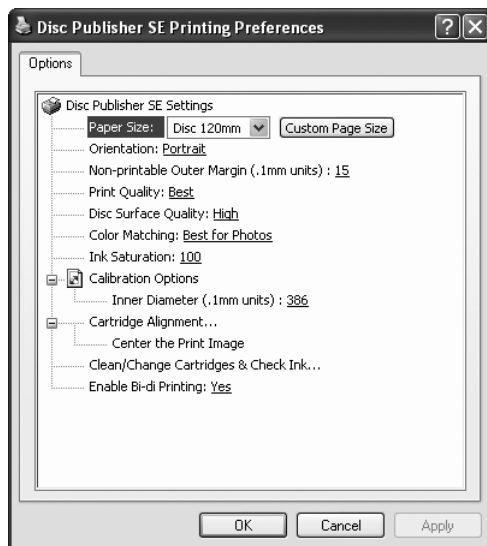 Disc Publisher SE Printing Preferences
Options
Disc Publisher SE Settings
Paper Size: Disc 120mm Custom Page Size
Orientation: Portrait
Non-printable Outer Margin (.1mm units) : 15
Print Quality: Best
Disc Surface Quality: High
Color Matching: Best for Photos
Ink Saturation: 100
Calibration Options
Inner Diameter (.1mm units) : 386
Cartridge Alignment...
Center the Print Image
Clean/Change Cartridges & Check Ink...
Enable Bi-di Printing: Yes
OK Cancel Apply